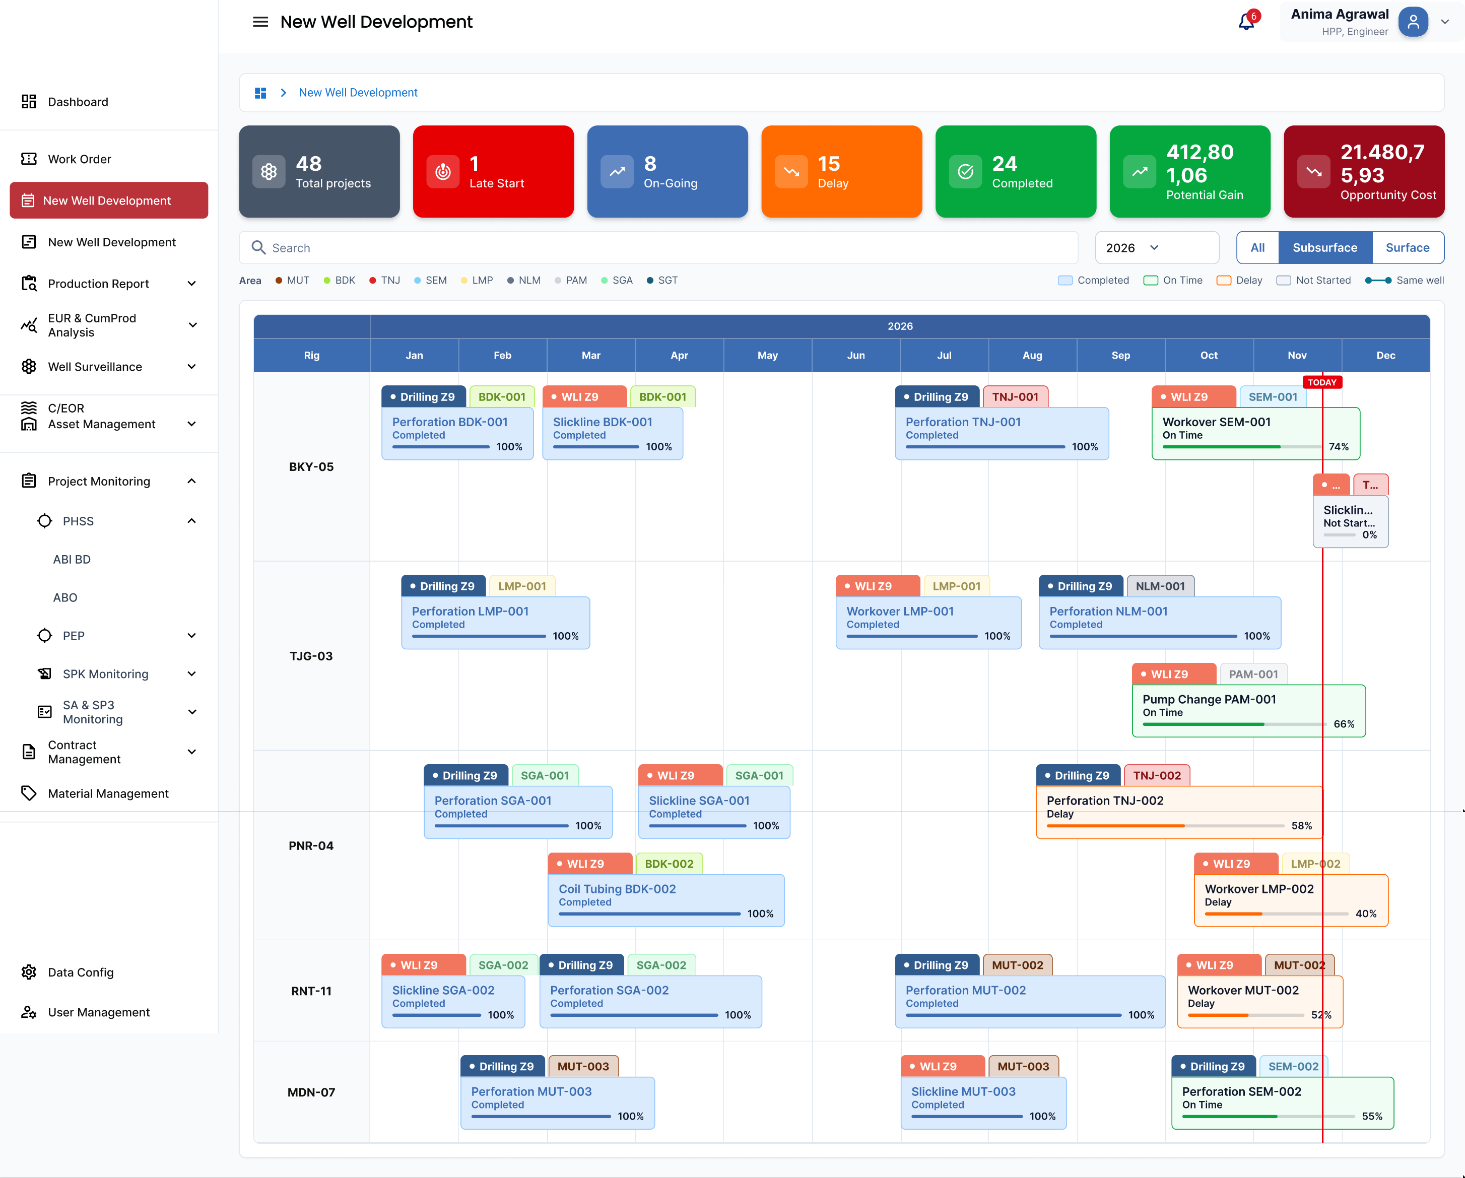 New Well Development
6
Anima Agrawal
HPP, Engineer
Dashboard
Work Order
New Well Development
New Well Development
Production Report
EUR & CumProd
Analysis
Well Surveillance
C/EOR
Asset Management
Project Monitoring
PHSS
ABI BD
ABO
PEP
SPK Monitoring
SA & SP3
Monitoring
Contract
Management
Material Management
Data Config
User Management
New Well Development
48
Total projects
1
Late Start
8
On-Going
15
Delay
24
Completed
412,80
1,06
Potential Gain
21.480,7
5,93
Opportunity Cost
Search
2026
All Subsurface Surface
Area MUT BDK TNJ SEM LMP NLM PAM SGA SGT
Completed On Time Delay Not Started Same well
2026
Rig Jan Feb Mar Apr May Jun Jul Aug Sep Oct Nov Dec
TODAY
BKY-05
Drilling Z9 BDK-001
Perforation BDK-001
Completed
100%
WLI Z9 BDK-001
Slickline BDK-001
Completed
100%
Drilling Z9 TNJ-001
Perforation TNJ-001
Completed
100%
WLI Z9 SEM-001
Workover SEM-001
On Time
74%
... T...
Slicklin...
Not Start...
0%
TJG-03
Drilling Z9 LMP-001
Perforation LMP-001
Completed
100%
WLI Z9 LMP-001
Workover LMP-001
Completed
100%
Drilling Z9 NLM-001
Perforation NLM-001
Completed
100%
WLI Z9 PAM-001
Pump Change PAM-001
On Time
66%
PNR-04
Drilling Z9 SGA-001
Perforation SGA-001
Completed
100%
WLI Z9 SGA-001
Slickline SGA-001
Completed
100%
Drilling Z9 TNJ-002
Perforation TNJ-002
Delay
58%
WLI Z9 BDK-002
Coil Tubing BDK-002
Completed
100%
WLI Z9 LMP-002
Workover LMP-002
Delay
40%
RNT-11
WLI Z9 SGA-002
Slickline SGA-002
Completed
100%
Drilling Z9 SGA-002
Perforation SGA-002
Completed
100%
Drilling Z9 MUT-002
Perforation MUT-002
Completed
100%
WLI Z9 MUT-002
Workover MUT-002
Delay
52%
MDN-07
Drilling Z9 MUT-003
Perforation MUT-003
Completed
100%
WLI Z9 MUT-003
Slickline MUT-003
Completed
100%
Drilling Z9 SEM-002
Perforation SEM-002
On Time
55%